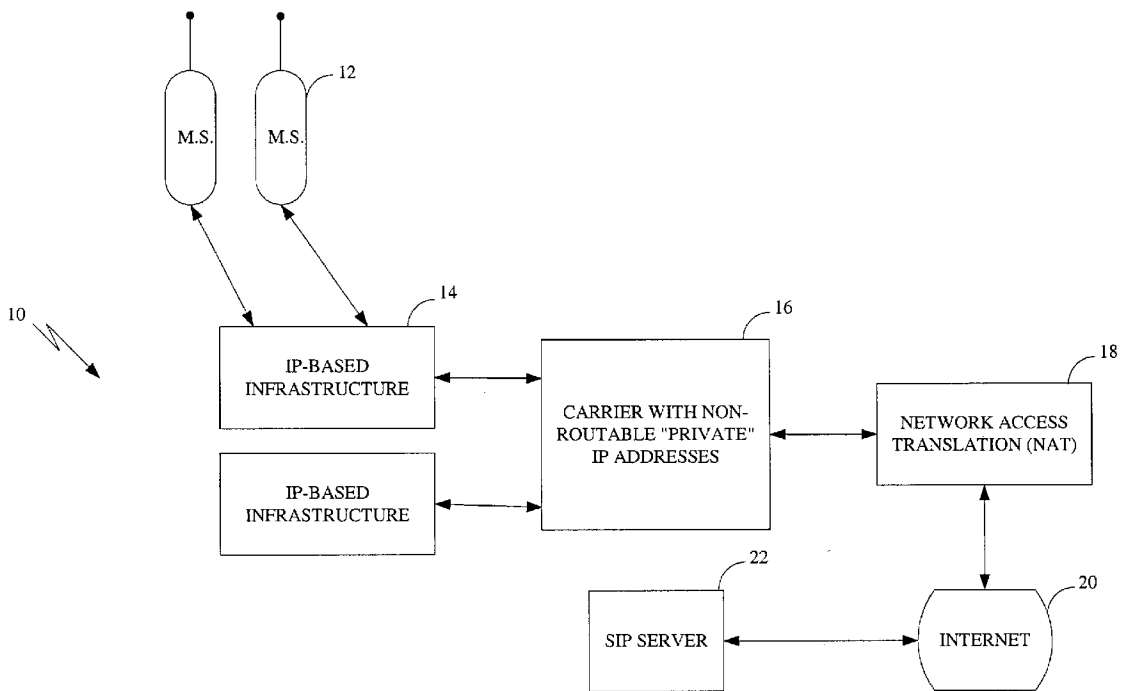 12
M.S.
M.S.
14
10
16
18
IP-BASED
INFRASTRUCTURE
CARRIER WITH NON-
ROUTABLE "PRIVATE"
IP ADDRESSES
NETWORK ACCESS
TRANSLATION (NAT)
IP-BASED
INFRASTRUCTURE
22
20
SIP SERVER
INTERNET